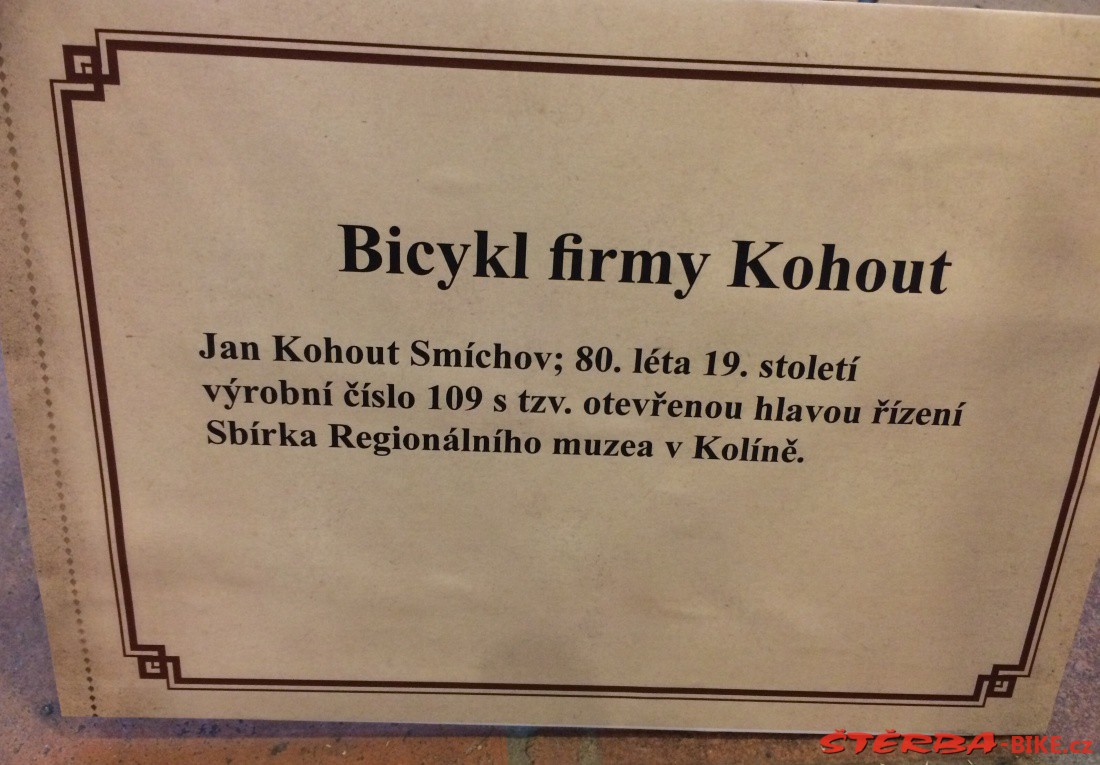 Bicykl firmy Kohout
Jan Kohout Smíchov; 80. léta 19. století
výrobní číslo 109 s tzv. otevřenou hlavou řízení
Sbírka Regionálního muzea v Kolíně.
ŠTĚRBA-BIKE.cz